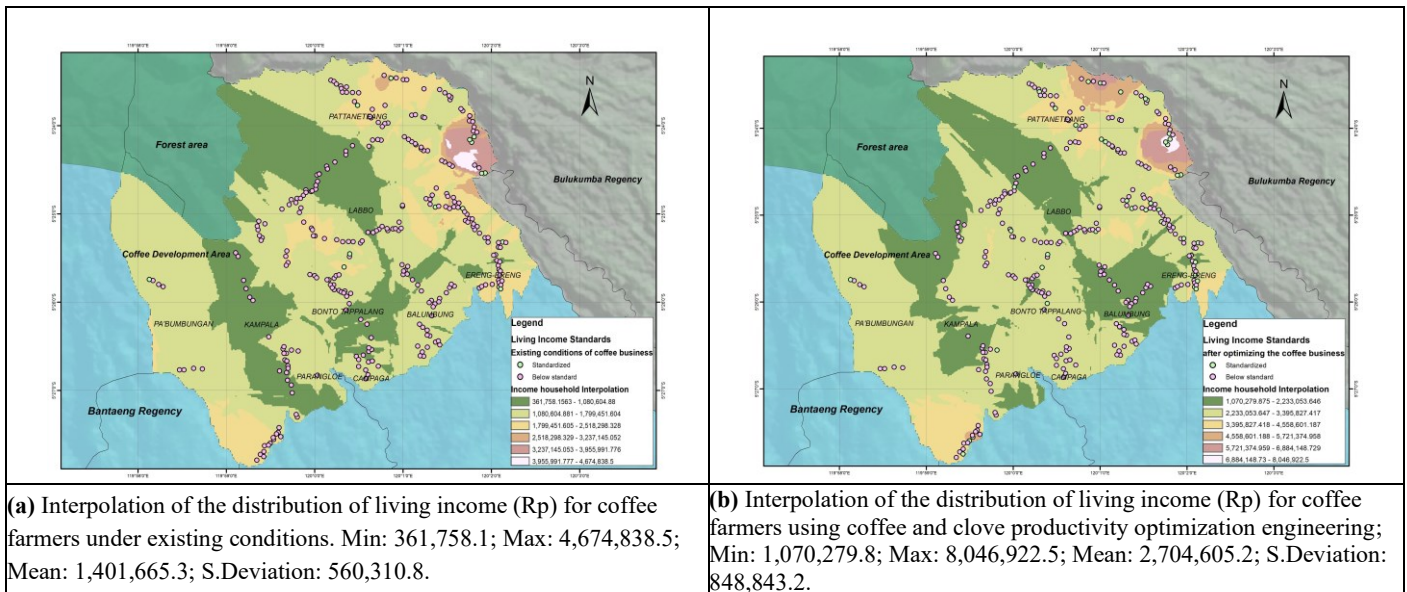 N
PATTANETEANG
Forest area
Bulukumba Regency
LABBO
Coffee Development Area
ERENG-ERENG
BONTO TAPPALANG
BALUMBUNG
PA'BUMBUNGAN
KAMPALA
PARANGLOE
CAMPAGA
Bantaeng Regency
Legend
Living Income Standards
Existing conditions of coffee business
Standardized
Below standard
Income household Interpolation
361,758.1563 - 1,080,604.88
1,080,604.881 - 1,799,451.604
1,799,451.605 - 2,518,298.328
2,518,298.329 - 3,237,145.052
3,237,145.053 - 3,955,991.776
3,955,991.777 - 4,674,838.5
(a) Interpolation of the distribution of living income (Rp) for coffee
farmers under existing conditions. Min: 361,758.1; Max: 4,674,838.5;
Mean: 1,401,665.3; S.Deviation: 560,310.8.
N
PATTANETEANG
Forest area
Bulukumba Regency
LABBO
Coffee Development Area
ERENG-ERENG
BONTO TAPPALANG
BALUMBUNG
PA'BUMBUNGAN
KAMPALA
PARANGLOE
CAMPAGA
Bantaeng Regency
Legend
Living Income Standards
after optimizing the coffee business
Standardized
Below standard
Income household Interpolation
1,070,279.875 - 2,233,053.646
2,233,053.647 - 3,395,827.417
3,395,827.418 - 4,558,601.187
4,558,601.188 - 5,721,374.958
5,721,374.959 - 6,884,148.729
6,884,148.73 - 8,046,922.5
(b) Interpolation of the distribution of living income (Rp) for coffee
farmers using coffee and clove productivity optimization engineering;
Min: 1,070,279.8; Max: 8,046,922.5; Mean: 2,704,605.2; S.Deviation:
848,843.2.